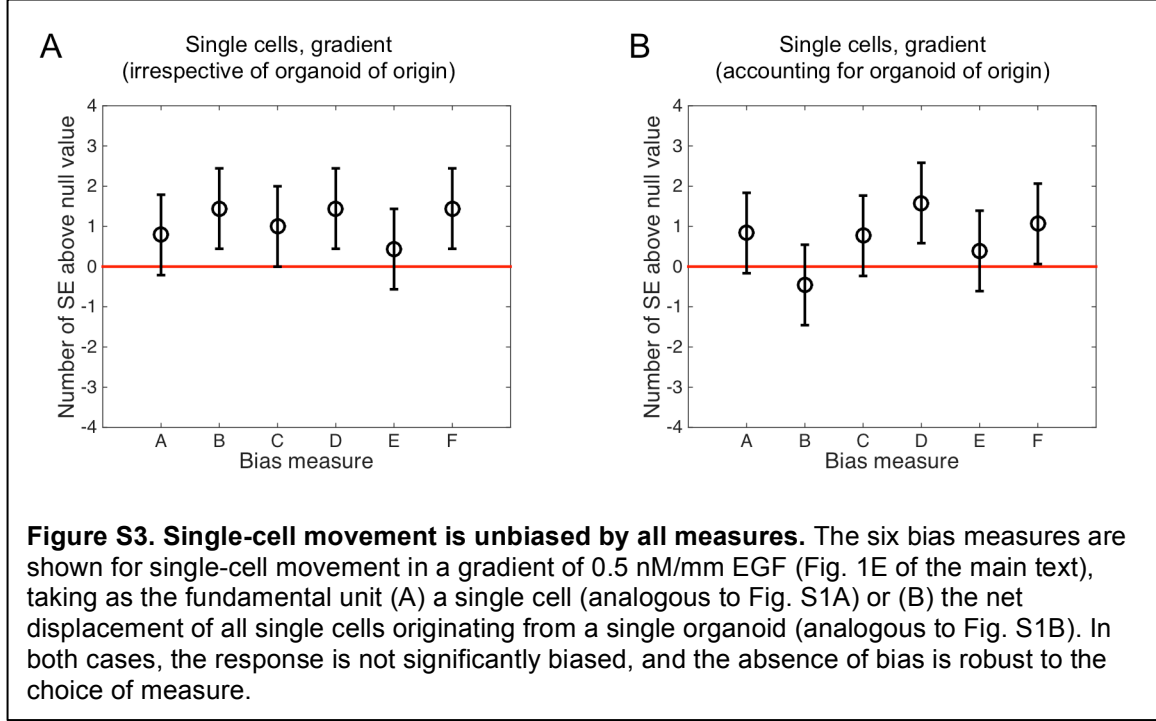 A
Single cells, gradient
(irrespective of organoid of origin)
Number of SE above null value
4
3
2
1
0
-1
-2
-3
-4
A B C D E F
Bias measure
B
Single cells, gradient
(accounting for organoid of origin)
Number of SE above null value
4
3
2
1
0
-1
-2
-3
-4
A B C D E F
Bias measure
Figure S3. Single-cell movement is unbiased by all measures. The six bias measures are
shown for single-cell movement in a gradient of 0.5 nM/mm EGF (Fig. 1E of the main text),
taking as the fundamental unit (A) a single cell (analogous to Fig. S1A) or (B) the net
displacement of all single cells originating from a single organoid (analogous to Fig. S1B). In
both cases, the response is not significantly biased, and the absence of bias is robust to the
choice of measure.